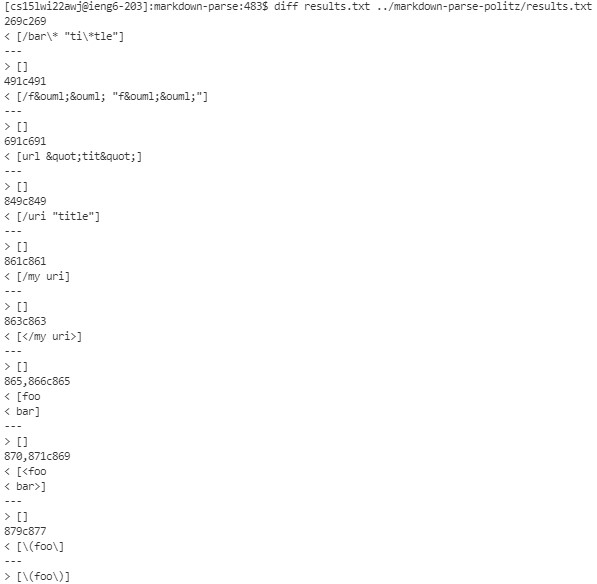 [cs15lwi22awj@ieng6-203]:markdown-parse:483$ diff results.txt ../markdown-parse-politz/results.txt
269c269
< [/bar\* "ti\*tle"]
---
> []
491c491
< [/f&ouml;&ouml; "f&ouml;&ouml;"]
---
> []
691c691
< [url &quot;tit&quot;]
---
> []
849c849
< [/uri "title"]
---
> []
861c861
< [/my uri]
---
> []
863c863
< [</my uri>]
---
> []
865,866c865
< [foo
< bar]
---
> []
870,871c869
< [<foo
< bar>]
---
> []
879c877
< [\(foo\]
---
> [\(foo\)]